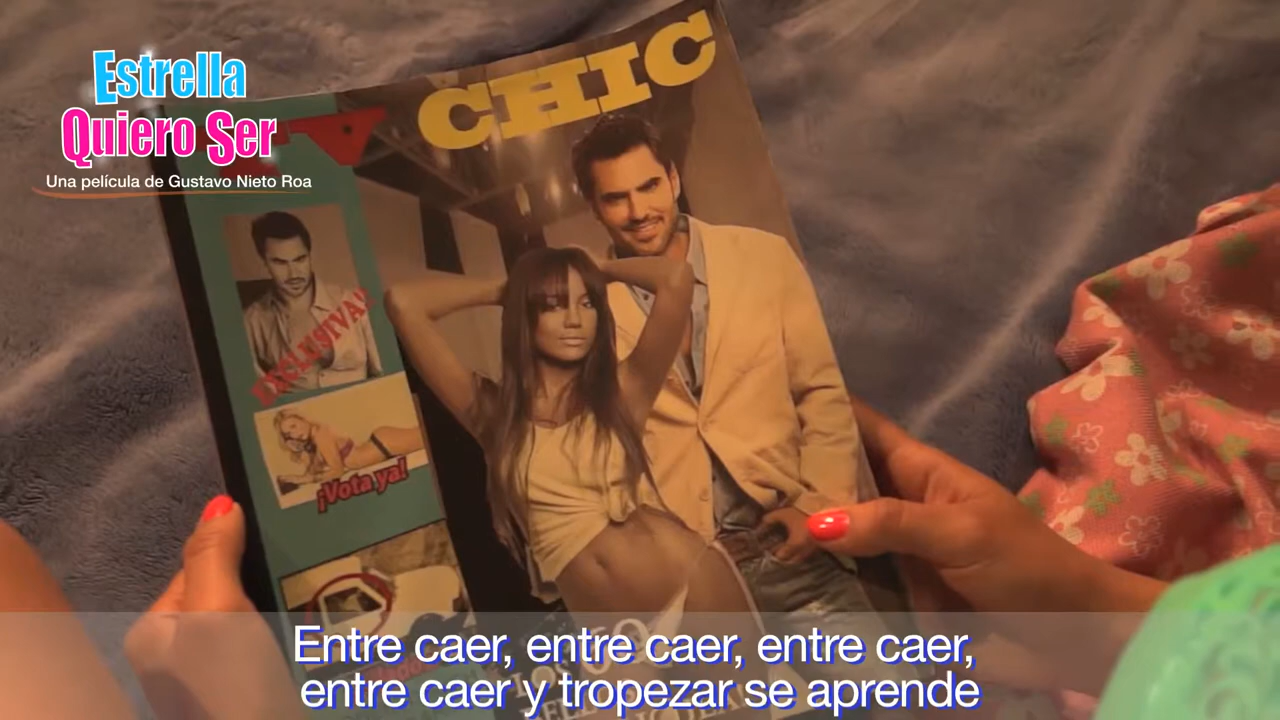 Estrella
Quiero Ser
Una película de Gustavo Nieto Roa
CHIC
EXCLUSIVA!!
¡Vota ya!
Entre caer, entre caer, entre caer,
entre caer y tropezar se aprende